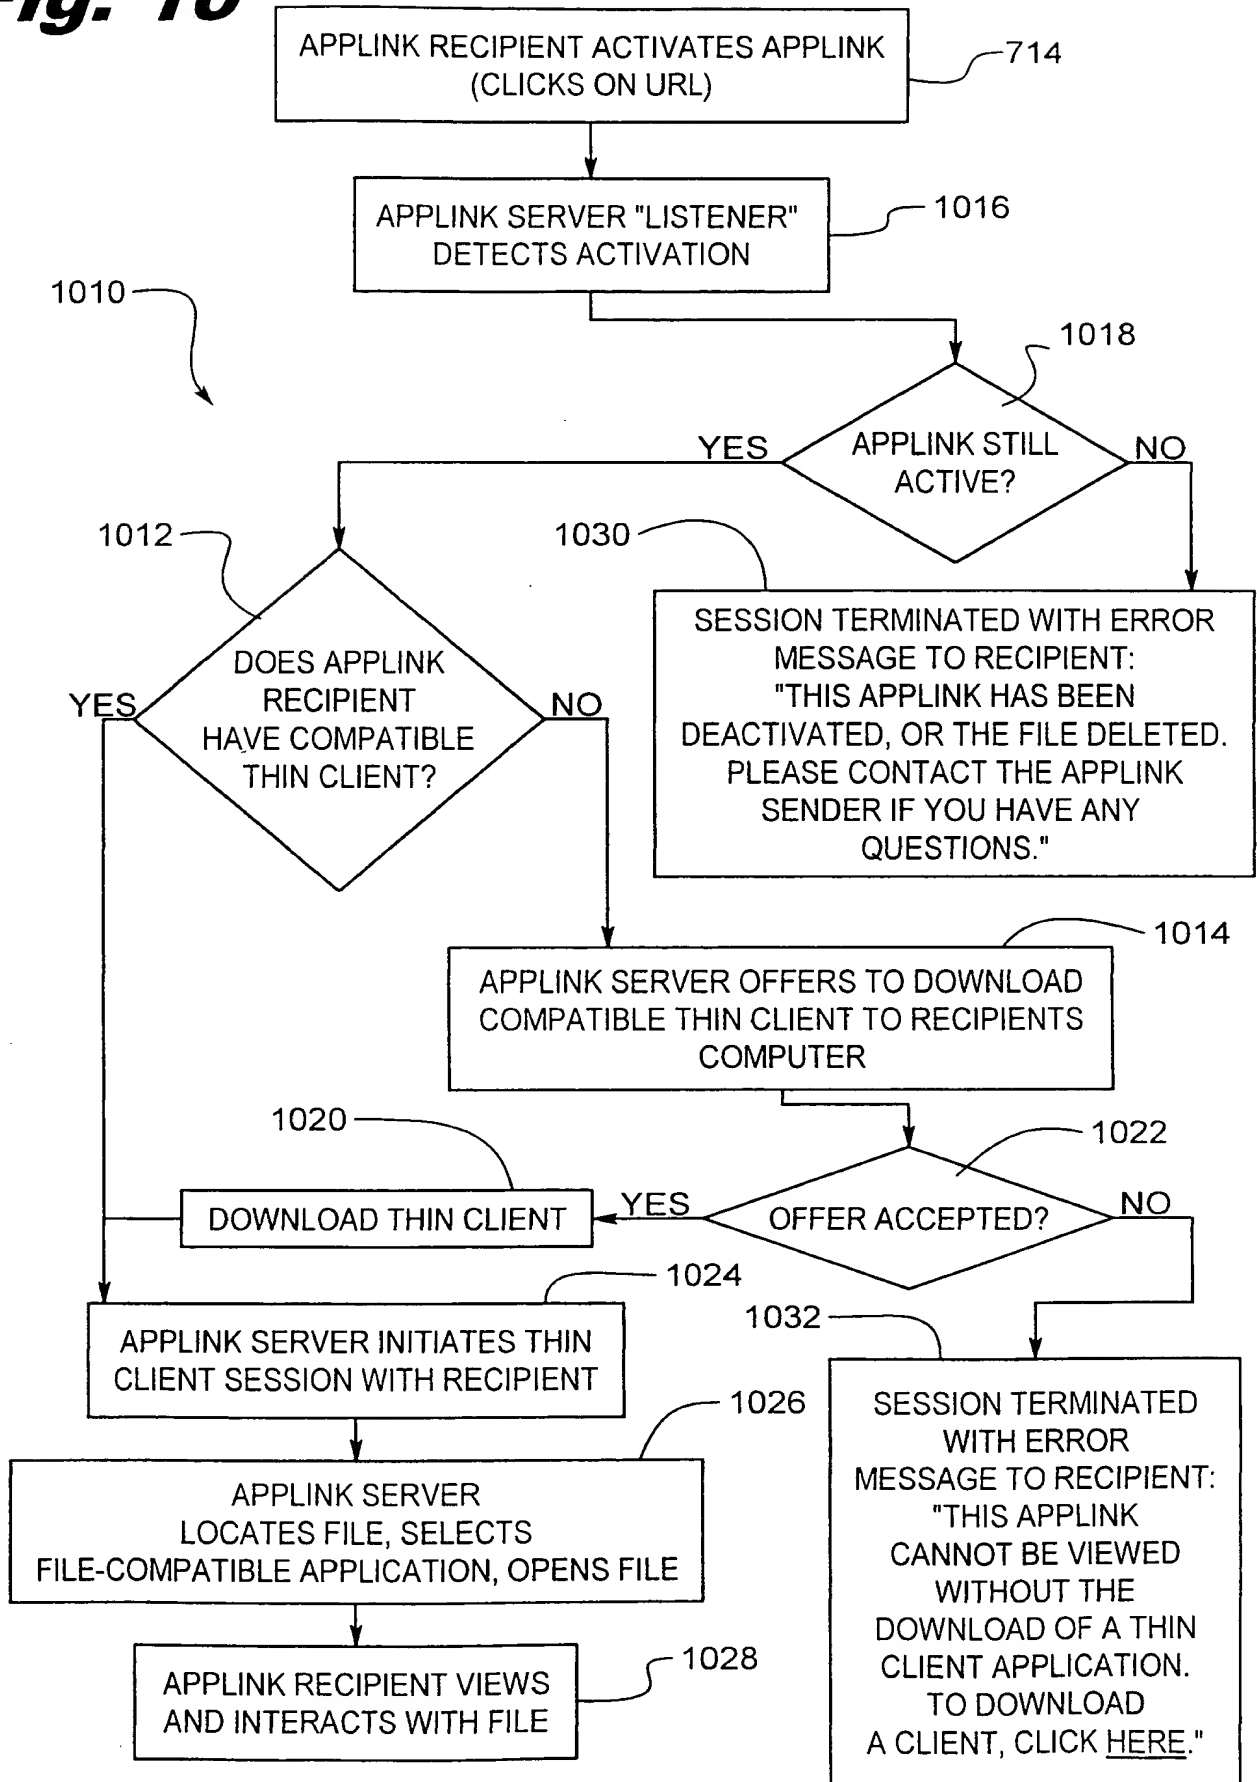 Fig. 10
APPLINK RECIPIENT ACTIVATES APPLINK
(CLICKS ON URL)
714
APPLINK SERVER "LISTENER"
DETECTS ACTIVATION
1016
1010
1018
APPLINK STILL
ACTIVE?
YES
NO
1012
1030
DOES APPLINK
RECIPIENT
HAVE COMPATIBLE
THIN CLIENT?
YES
NO
SESSION TERMINATED WITH ERROR
MESSAGE TO RECIPIENT:
"THIS APPLINK HAS BEEN
DEACTIVATED, OR THE FILE DELETED.
PLEASE CONTACT THE APPLINK
SENDER IF YOU HAVE ANY
QUESTIONS."
1014
APPLINK SERVER OFFERS TO DOWNLOAD
COMPATIBLE THIN CLIENT TO RECIPIENTS
COMPUTER
1020
1022
DOWNLOAD THIN CLIENT
YES
OFFER ACCEPTED?
NO
1024
APPLINK SERVER INITIATES THIN
CLIENT SESSION WITH RECIPIENT
1032
1026
APPLINK SERVER
LOCATES FILE, SELECTS
FILE-COMPATIBLE APPLICATION, OPENS FILE
1028
APPLINK RECIPIENT VIEWS
AND INTERACTS WITH FILE
SESSION TERMINATED
WITH ERROR
MESSAGE TO RECIPIENT:
"THIS APPLINK
CANNOT BE VIEWED
WITHOUT THE
DOWNLOAD OF A THIN
CLIENT APPLICATION.
TO DOWNLOAD
A CLIENT, CLICK HERE."